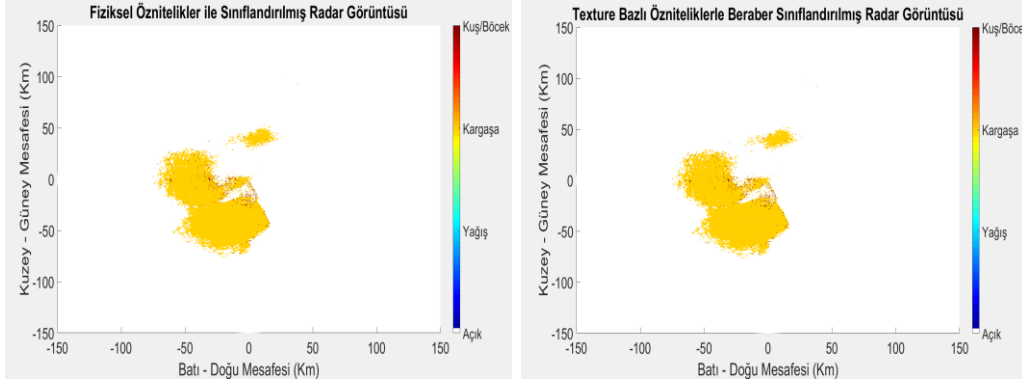 Fiziksel Öznitelikler ile Sınıflandırılmış Radar Görüntüsü
150
100
50
0
-50
-100
-150
Kuzey - Güney Mesafesi (Km)
-150
-100
-50
0
50
100
150
Batı - Doğu Mesafesi (Km)
Kuş/Böcek
Kargaşa
Yağış
Açık
Texture Bazlı Özniteliklerle Beraber Sınıflandırılmış Radar Görüntüsü
150
100
50
0
-50
-100
-150
Kuzey - Güney Mesafesi (Km)
-150
-100
-50
0
50
100
150
Batı - Doğu Mesafesi (Km)
Kuş/Böcek
Kargaşa
Yağış
Açık